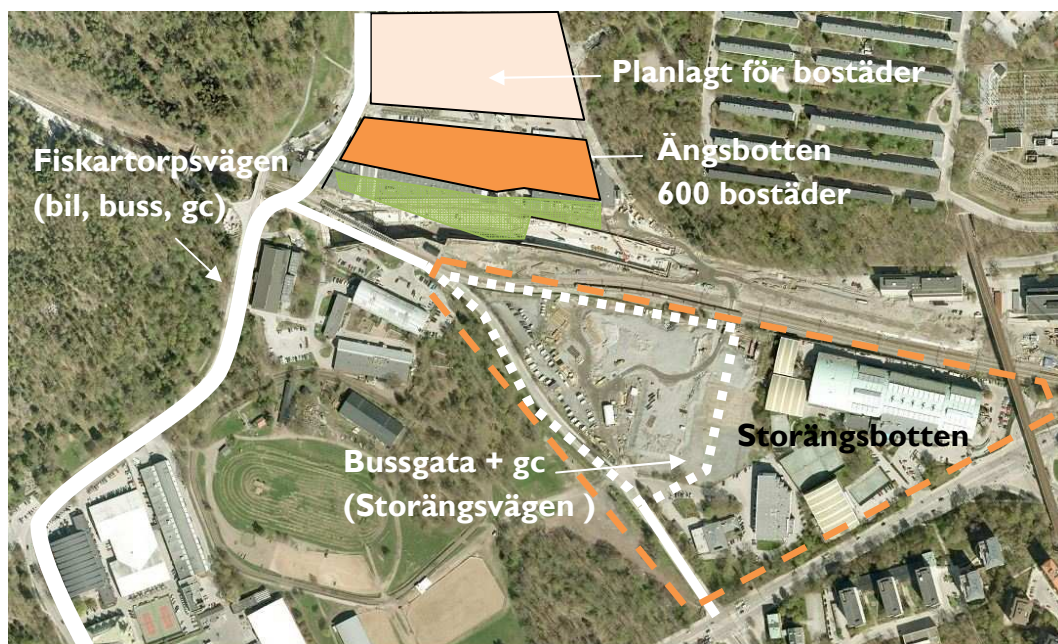 Planlagt för bostäder
Ängsbotten
600 bostäder
Fiskartorpsvägen
(bil, buss, gc)
Storängsbotten
Bussgata + gc
(Storängsvägen )